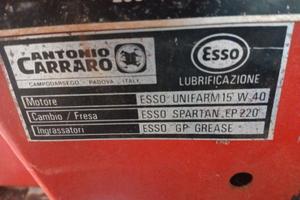 ANTONIO
CARRARO
CAMPODARSEGO - PADOVA - ITALY
Esso
LUBRIFICAZIONE
Motore ESSO UNIFARM 15 W 40
Cambio / Fresa ESSO SPARTAN EP 220
Ingrassatori ESSO GP GREASE